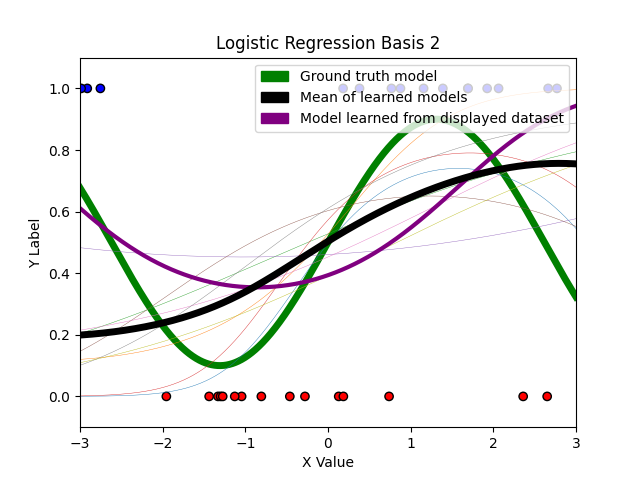 Logistic Regression Basis 2
Ground truth model
Mean of learned models
Model learned from displayed dataset
Y Label
1.0
0.8
0.6
0.4
0.2
0.0
−3 −2 −1 0 1 2 3
X Value